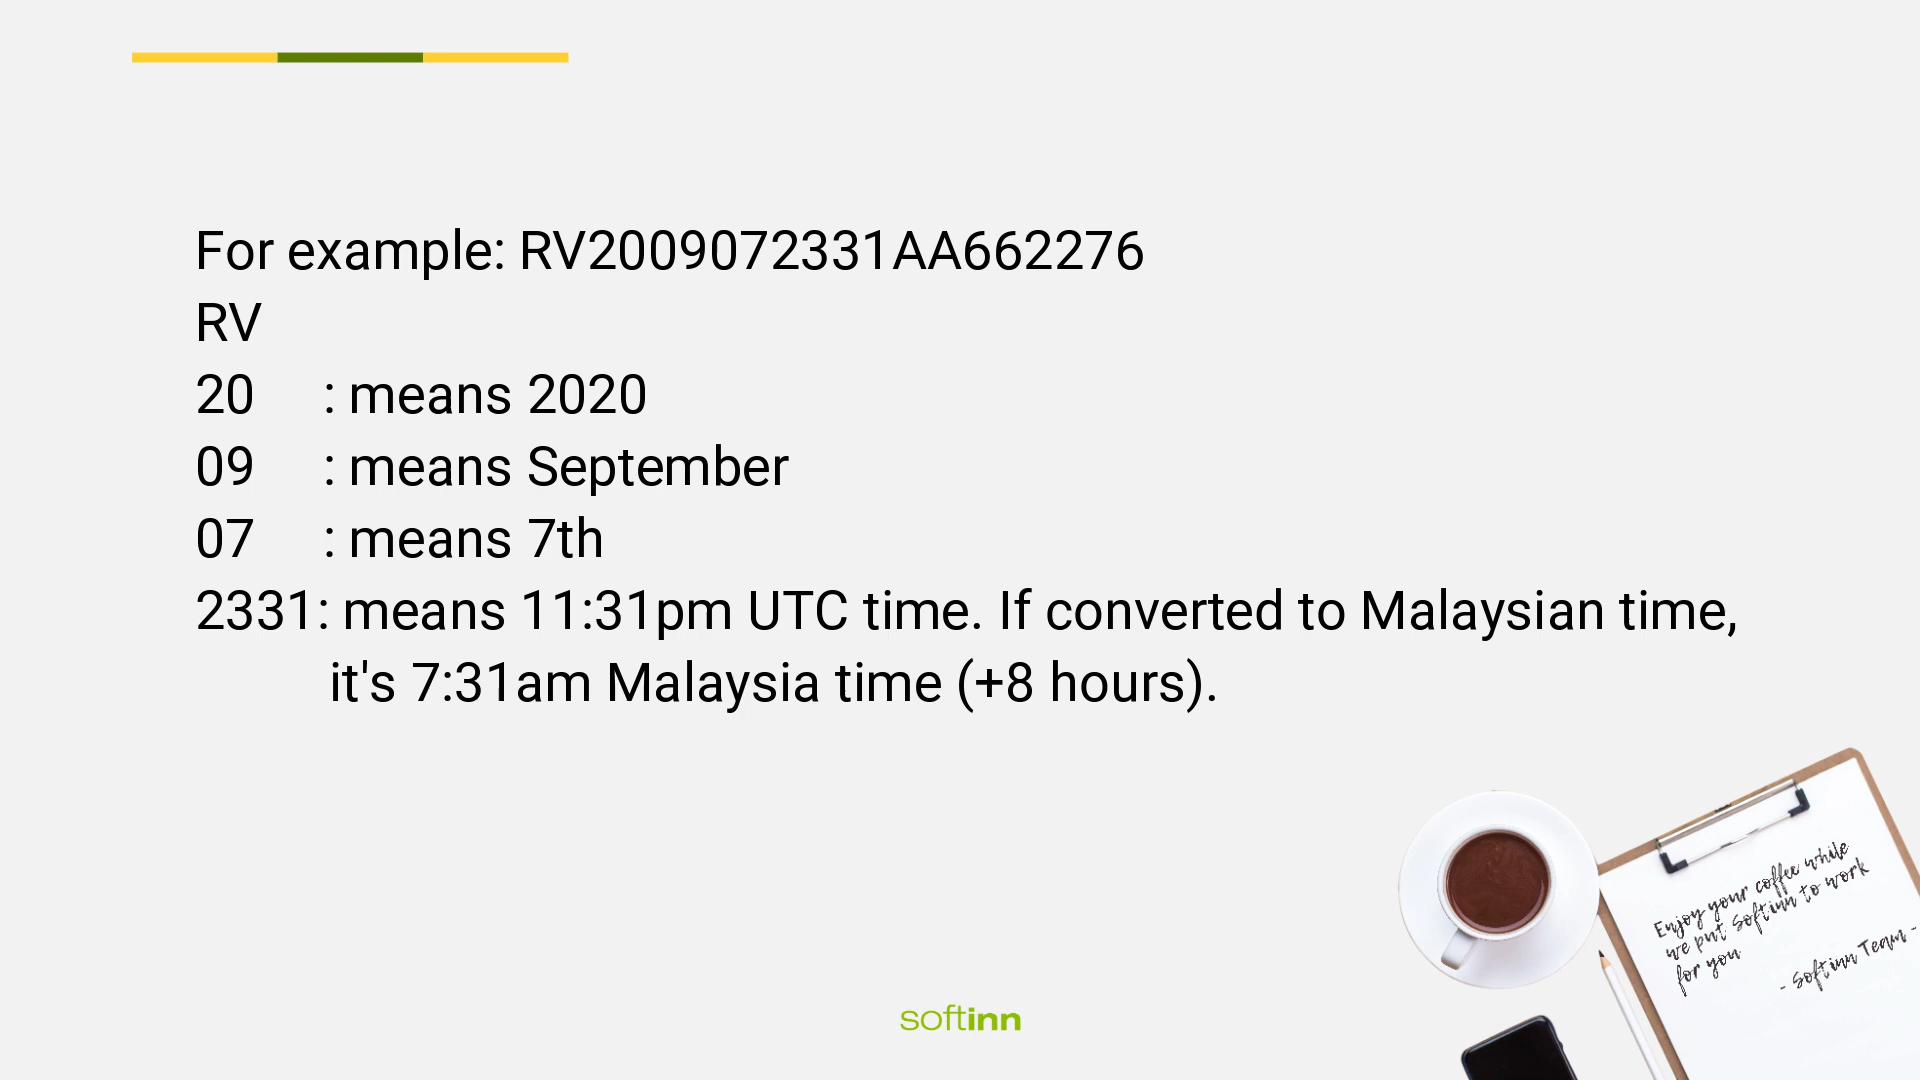 For example: RV2009072331AA662276
RV
20 : means 2020
09 : means September
07 : means 7th
2331: means 11:31pm UTC time. If converted to Malaysian time,
it's 7:31am Malaysia time (+8 hours).
Enjoy your coffee while
we put Softinn to work
for you
- Softinn Team -
softinn